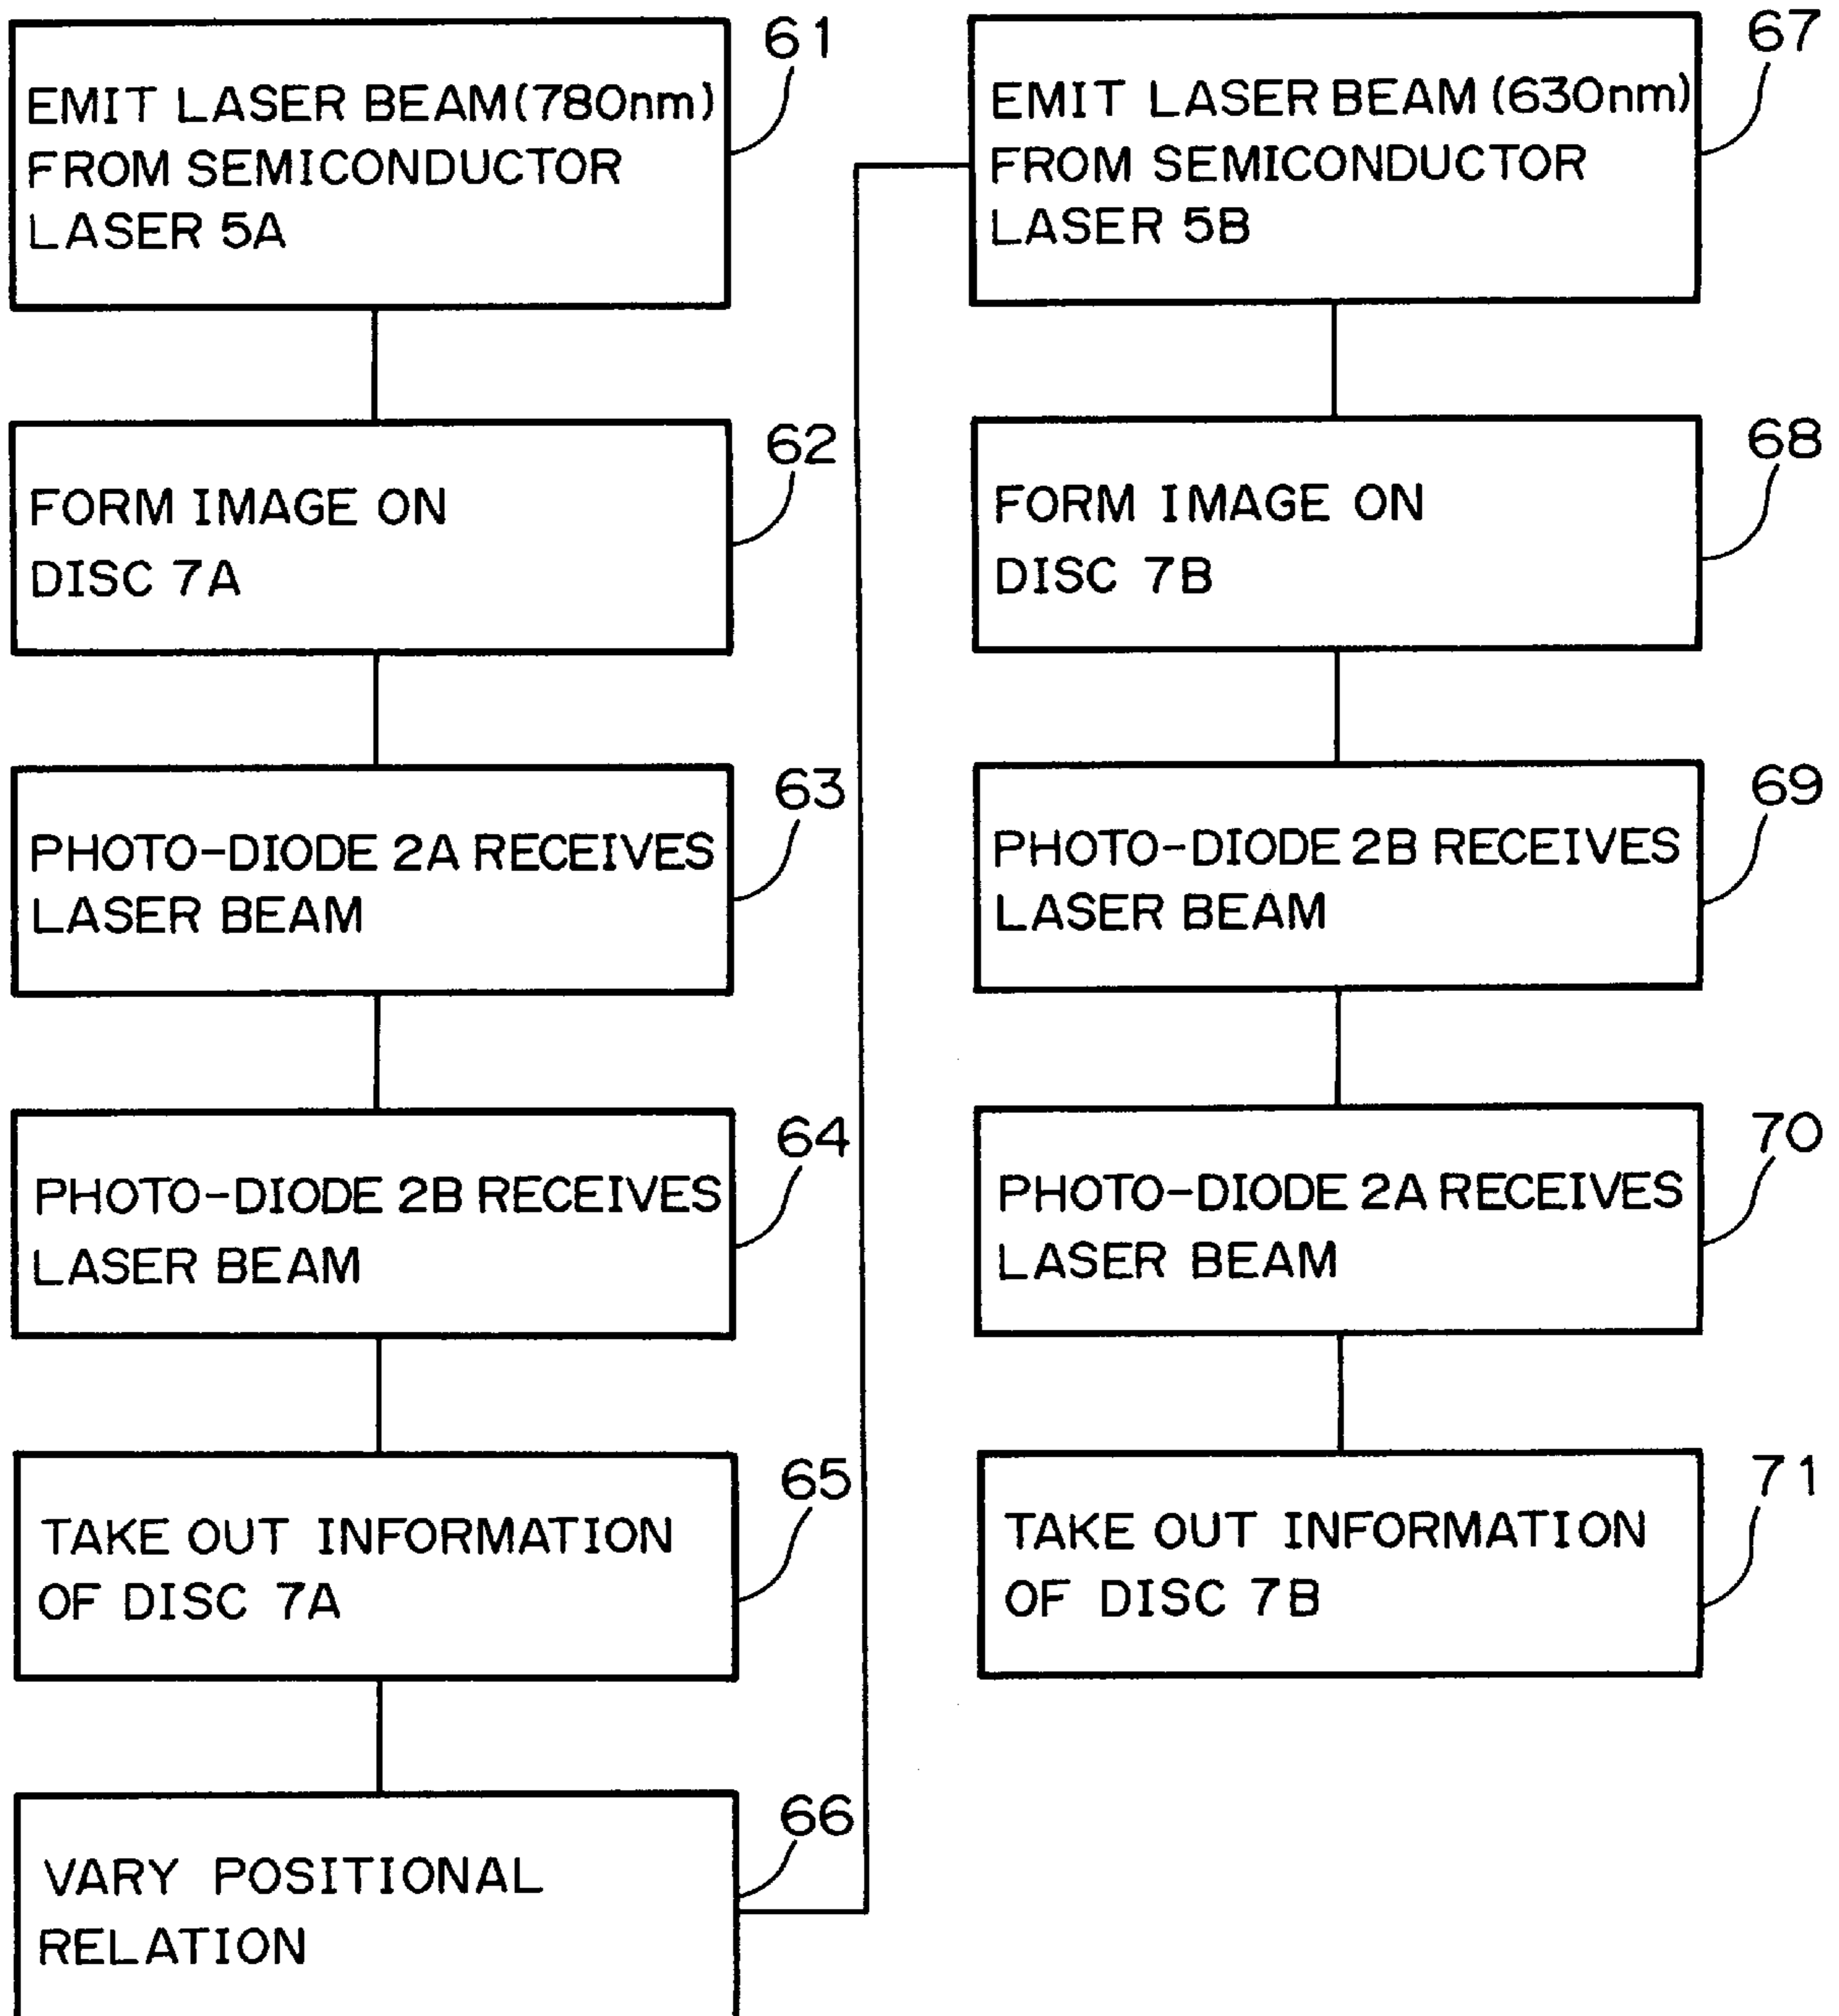 61
EMIT LASER BEAM (780nm)
FROM SEMICONDUCTOR
LASER 5A
62
FORM IMAGE ON
DISC 7A
63
PHOTO-DIODE 2A RECEIVES
LASER BEAM
64
PHOTO-DIODE 2B RECEIVES
LASER BEAM
65
TAKE OUT INFORMATION
OF DISC 7A
66
VARY POSITIONAL
RELATION
67
EMIT LASER BEAM (630nm)
FROM SEMICONDUCTOR
LASER 5B
68
FORM IMAGE ON
DISC 7B
69
PHOTO-DIODE 2B RECEIVES
LASER BEAM
70
PHOTO-DIODE 2A RECEIVES
LASER BEAM
71
TAKE OUT INFORMATION
OF DISC 7B